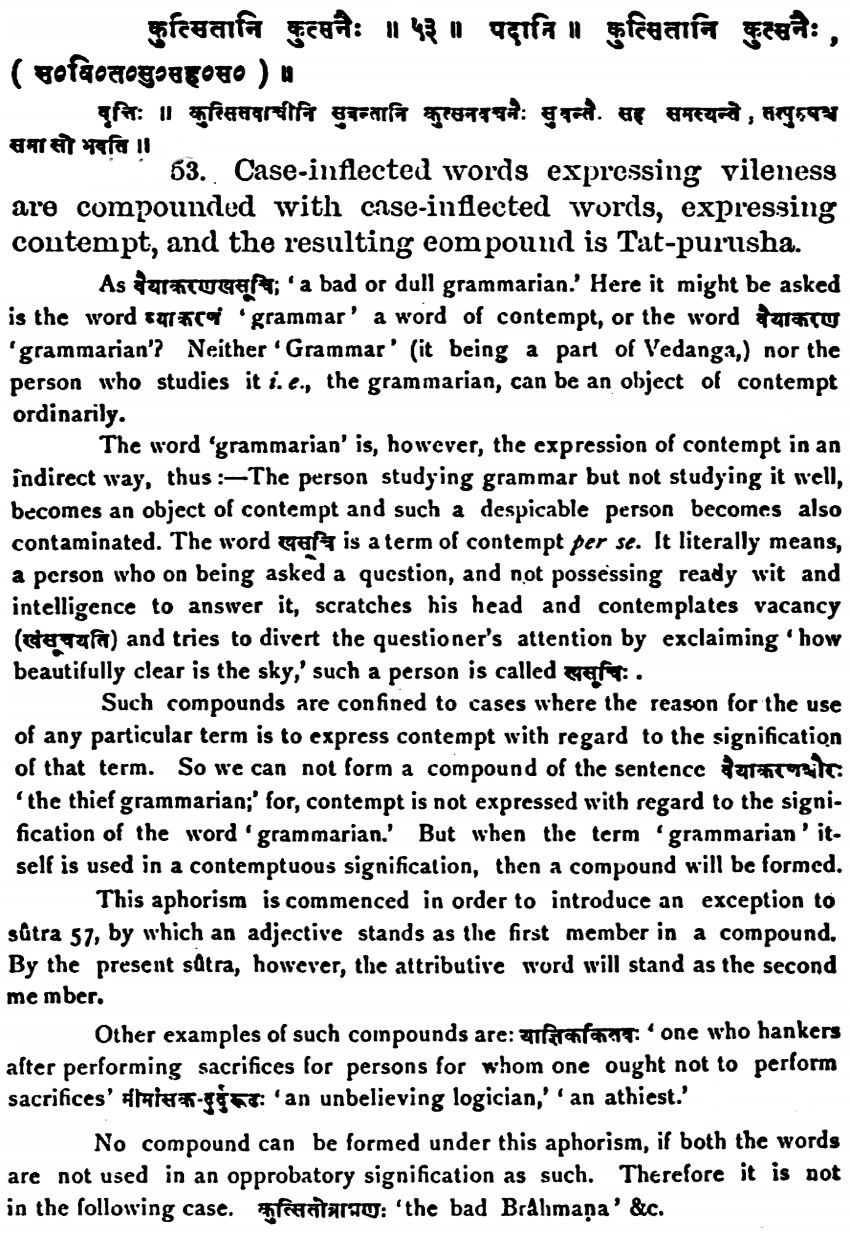 कुत्सितानि कुत्सनैः ॥ ५३ ॥ पदानि ॥ कुत्सितानि कुत्सनैः ,
( स०वि०त०सु०सह०स० ) ॥
वृत्तिः ॥ कुत्सितवाचीनि सुबन्तानि कुत्सनवचनैः सुबन्तैः सह समस्यन्ते , तत्पुरुषश्च
समासो भवति ॥
53. Case-inflected words expressing vileness
are compounded with case-inflected words, expressing
contempt, and the resulting compound is Tat-purusha.
As वैयाकरणखसूचिः; ‘a bad or dull grammarian.’ Here it might be asked
is the word व्याकरणं ‘grammar’ a word of contempt, or the word वैयाकरण
‘grammarian’? Neither ‘Grammar’ (it being a part of Vedanga,) nor the
person who studies it i. e., the grammarian, can be an object of contempt
ordinarily.
The word ‘grammarian’ is, however, the expression of contempt in an
indirect way, thus :—The person studying grammar but not studying it well,
becomes an object of contempt and such a despicable person becomes also
contaminated. The word खसूचि is a term of contempt per se. It literally means,
a person who on being asked a question, and not possessing ready wit and
intelligence to answer it, scratches his head and contemplates vacancy
(खंसूचयति) and tries to divert the questioner's attention by exclaiming ‘how
beautifully clear is the sky,’ such a person is called खसूचिः .
Such compounds are confined to cases where the reason for the use
of any particular term is to express contempt with regard to the signification
of that term. So we can not form a compound of the sentence वैयाकरणश्चौरः
‘the thief grammarian;’ for, contempt is not expressed with regard to the signi-
fication of the word ‘grammarian.’ But when the term ‘grammarian’ it-
self is used in a contemptuous signification, then a compound will be formed.
This aphorism is commenced in order to introduce an exception to
sûtra 57, by which an adjective stands as the first member in a compound.
By the present sûtra, however, the attributive word will stand as the second
me mber.
Other examples of such compounds are: याज्ञिककितवः ‘one who hankers
after performing sacrifices for persons for whom one ought not to perform
sacrifices’ मीमांसक-दुर्दुरूढः ‘an unbelieving logician,’ ‘an athiest.’
No compound can be formed under this aphorism, if both the words
are not used in an opprobatory signification as such. Therefore it is not
in the following case. कुत्सितोब्राह्मणः ‘the bad Brâhmaṇa’ &c.